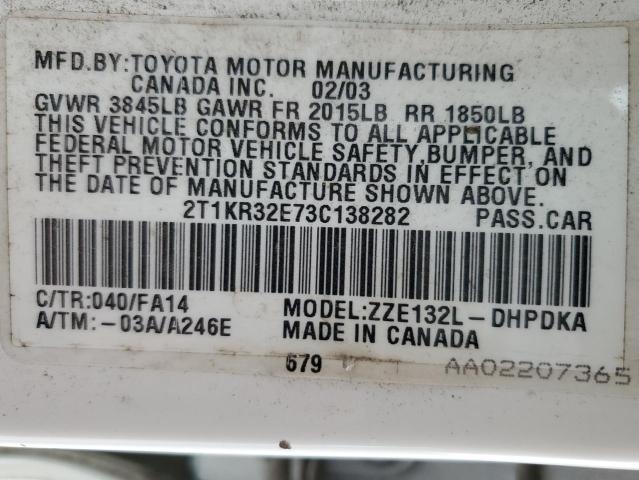 MFD.BY:TOYOTA MOTOR MANUFACTURING
CANADA INC. 02/03
GVWR 3845LB GAWR FR 2015LB RR 1850LB
THIS VEHICLE CONFORMS TO ALL APPLICABLE
FEDERAL MOTOR VEHICLE SAFETY,BUMPER, AND
THEFT PREVENTION STANDARDS IN EFFECT ON
THE DATE OF MANUFACTURE SHOWN ABOVE.
2T1KR32E73C138282 PASS.CAR
C/TR:040/FA14 MODEL:ZZE132L-DHPDKA
A/TM:-03A/A246E MADE IN CANADA
579 AA02207365